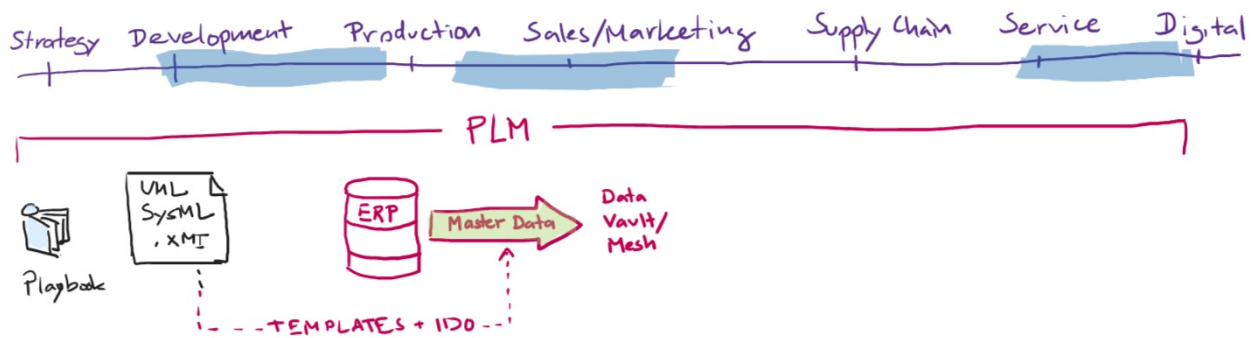 Strategy Development Production Sales/Marketing Supply Chain Service Digital
PLM
UML
SysML
.XMI
Playbook
ERP
Master Data
Data
Vault/
Mesh
TEMPLATES + IDO